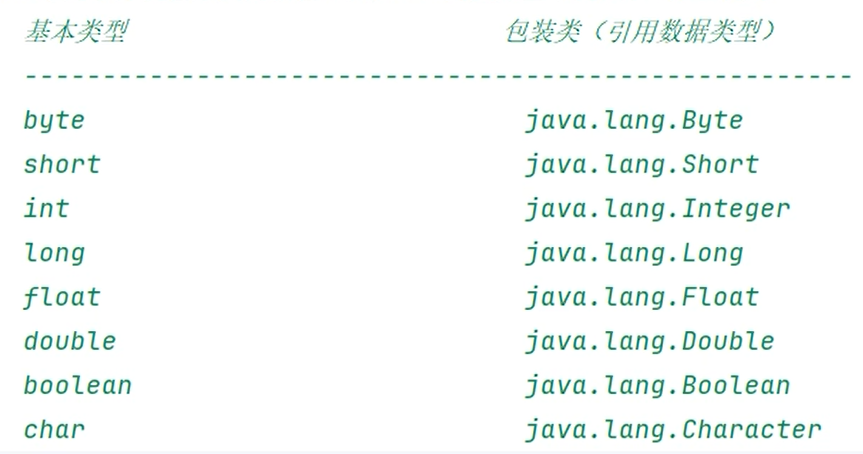 基本类型 包装类（引用数据类型）
------------------------------------------------------
byte java.lang.Byte
short java.lang.Short
int java.lang.Integer
long java.lang.Long
float java.lang.Float
double java.lang.Double
boolean java.lang.Boolean
char java.lang.Character